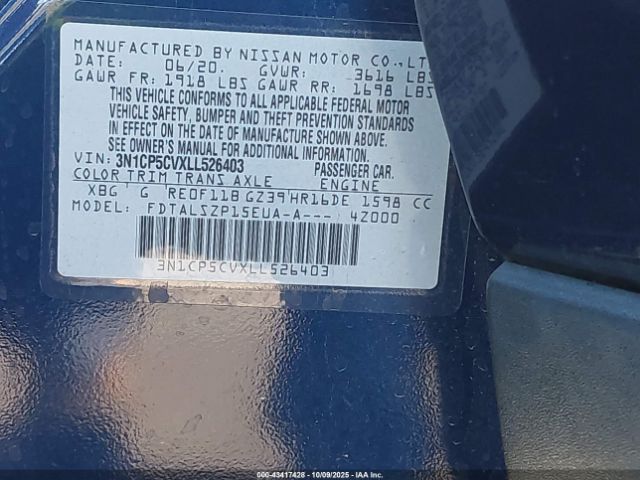 MANUFACTURED BY NISSAN MOTOR CO.,LT
DATE: 06/20. GVWR: 3616 LBS
GAWR FR: 1918 LBS GAWR RR: 1698 LBS
THIS VEHICLE CONFORMS TO ALL APPLICABLE FEDERAL MOTOR
VEHICLE SAFETY, BUMPER AND THEFT PREVENTION STANDARDS
IN EFFECT ON THE DATE OF MANUFACTURE SHOWN ABOVE.
SEE OWNER'S MANUAL FOR ADDITIONAL INFORMATION.
VIN: 3N1CP5CVXLL526403 PASSENGER CAR.
COLOR TRIM TRANS AXLE ENGINE
XBG G RE0F11B GZ39 HR16DE 1598 CC
MODEL: FDTALSZP15EUA-A--- 4Z000
3N1CP5CVXLL526403
000-43417428 - 10/09/2025 - IAAI.COM